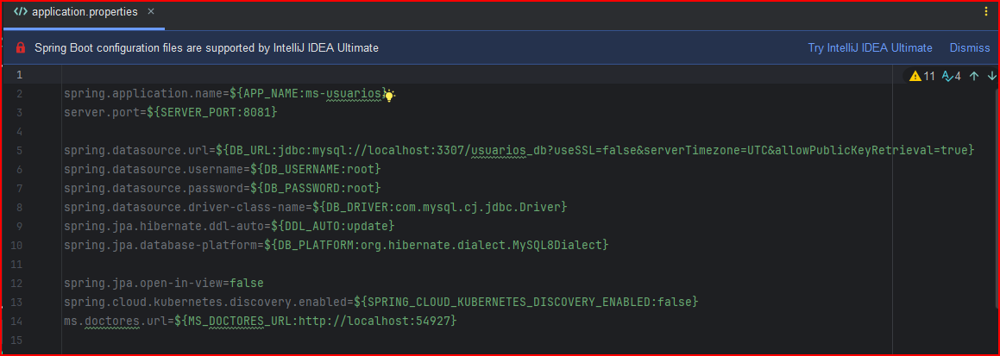 application.properties
Spring Boot configuration files are supported by IntelliJ IDEA Ultimate Try IntelliJ IDEA Ultimate Dismiss
1 11 4
2 spring.application.name=${APP_NAME:ms-usuarios}
3 server.port=${SERVER_PORT:8081}
4
5 spring.datasource.url=${DB_URL:jdbc:mysql://localhost:3307/usuarios_db?useSSL=false&serverTimezone=UTC&allowPublicKeyRetrieval=true}
6 spring.datasource.username=${DB_USERNAME:root}
7 spring.datasource.password=${DB_PASSWORD:root}
8 spring.datasource.driver-class-name=${DB_DRIVER:com.mysql.cj.jdbc.Driver}
9 spring.jpa.hibernate.ddl-auto=${DDL_AUTO:update}
10 spring.jpa.database-platform=${DB_PLATFORM:org.hibernate.dialect.MySQL8Dialect}
11
12 spring.jpa.open-in-view=false
13 spring.cloud.kubernetes.discovery.enabled=${SPRING_CLOUD_KUBERNETES_DISCOVERY_ENABLED:false}
14 ms.doctores.url=${MS_DOCTORES_URL:http://localhost:54927}
15